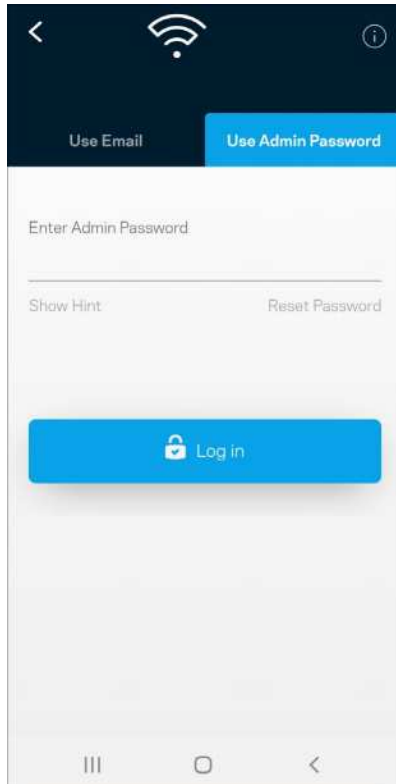 Use Email
Use Admin Password
Enter Admin Password
Show Hint
Reset Password
Log in